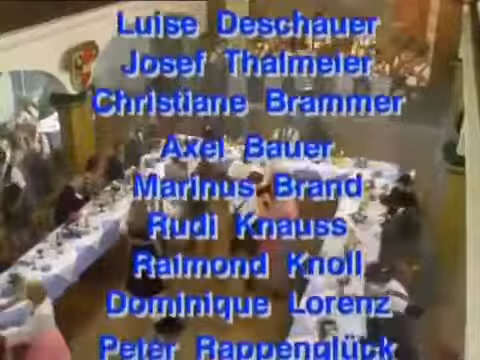 Luise Deschauer
Josef Thalmeier
Christiane Brammer
Axel Bauer
Marinus Brand
Rudi Knauss
Raimond Knoll
Dominique Lorenz
Peter Rappenglück